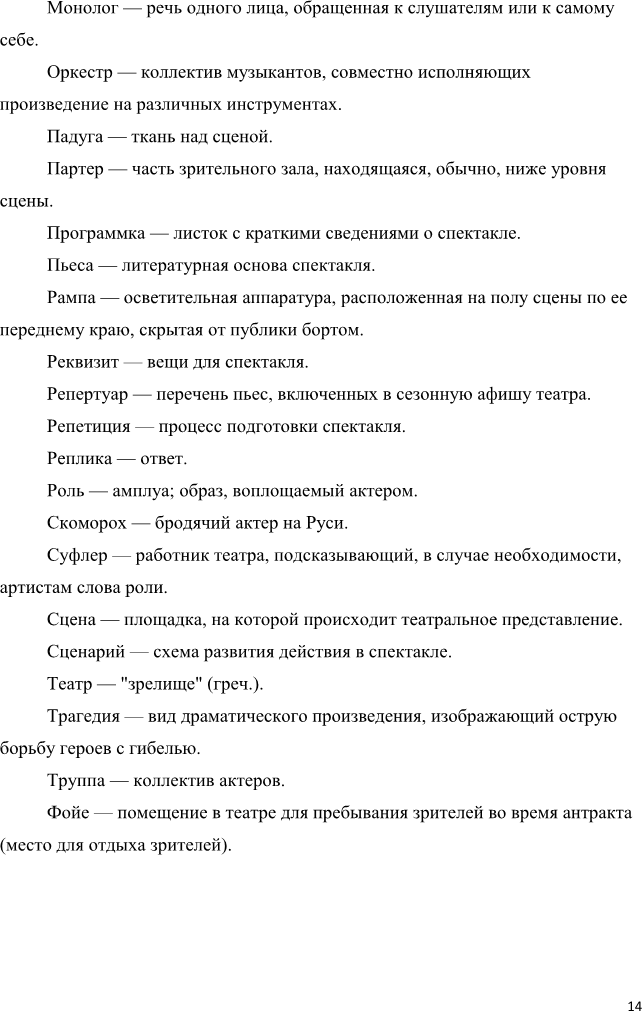 Монолог — речь одного лица, обращенная к слушателям или к самому
себе.
Оркестр — коллектив музыкантов, совместно исполняющих
произведение на различных инструментах.
Падуга — ткань над сценой.
Партер — часть зрительного зала, находящаяся, обычно, ниже уровня
сцены.
Программка — листок с краткими сведениями о спектакле.
Пьеса — литературная основа спектакля.
Рампа — осветительная аппаратура, расположенная на полу сцены по ее
переднему краю, скрытая от публики бортом.
Реквизит — вещи для спектакля.
Репертуар — перечень пьес, включенных в сезонную афишу театра.
Репетиция — процесс подготовки спектакля.
Реплика — ответ.
Роль — амплуа; образ, воплощаемый актером.
Скоморох — бродячий актер на Руси.
Суфлер — работник театра, подсказывающий, в случае необходимости,
артистам слова роли.
Сцена — площадка, на которой происходит театральное представление.
Сценарий — схема развития действия в спектакле.
Театр — "зрелище" (греч.).
Трагедия — вид драматического произведения, изображающий острую
борьбу героев с гибелью.
Труппа — коллектив актеров.
Фойе — помещение в театре для пребывания зрителей во время антракта
(место для отдыха зрителей).
14